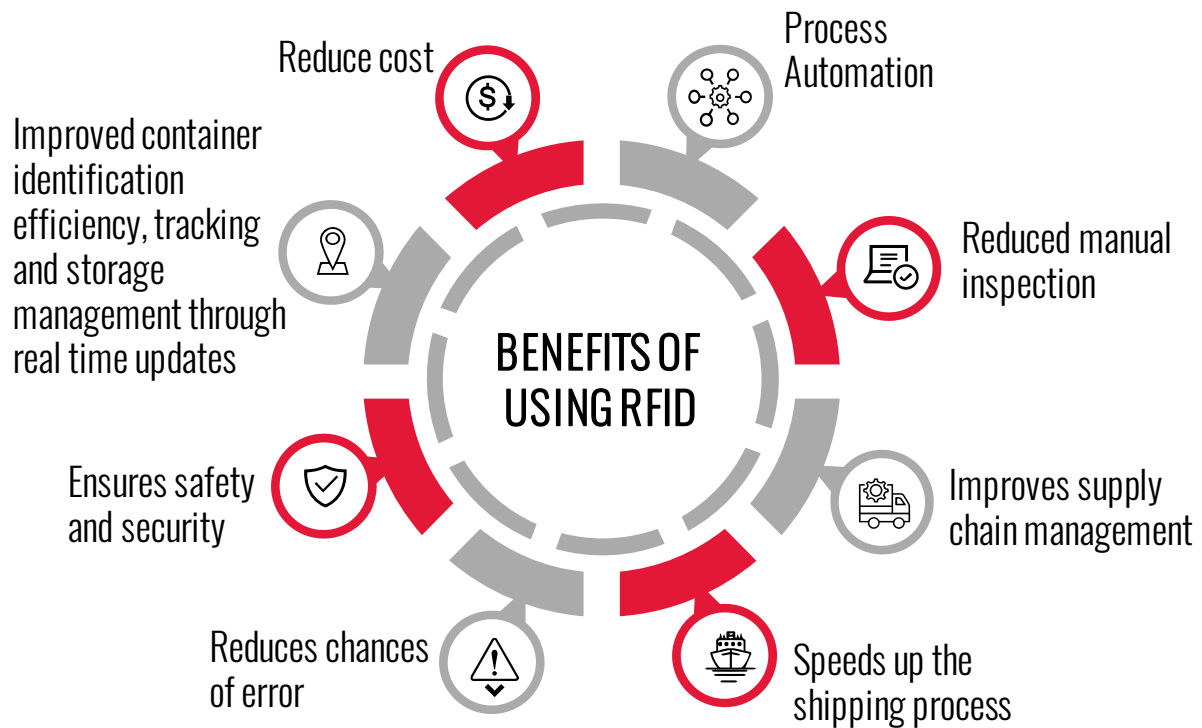 BENEFITS OF
USING RFID
Process
Automation
Reduced manual
inspection
Improves supply
chain management
Speeds up the
shipping process
Reduces chances
of error
Ensures safety
and security
Improved container
identification
efficiency, tracking
and storage
management through
real time updates
Reduce cost
$